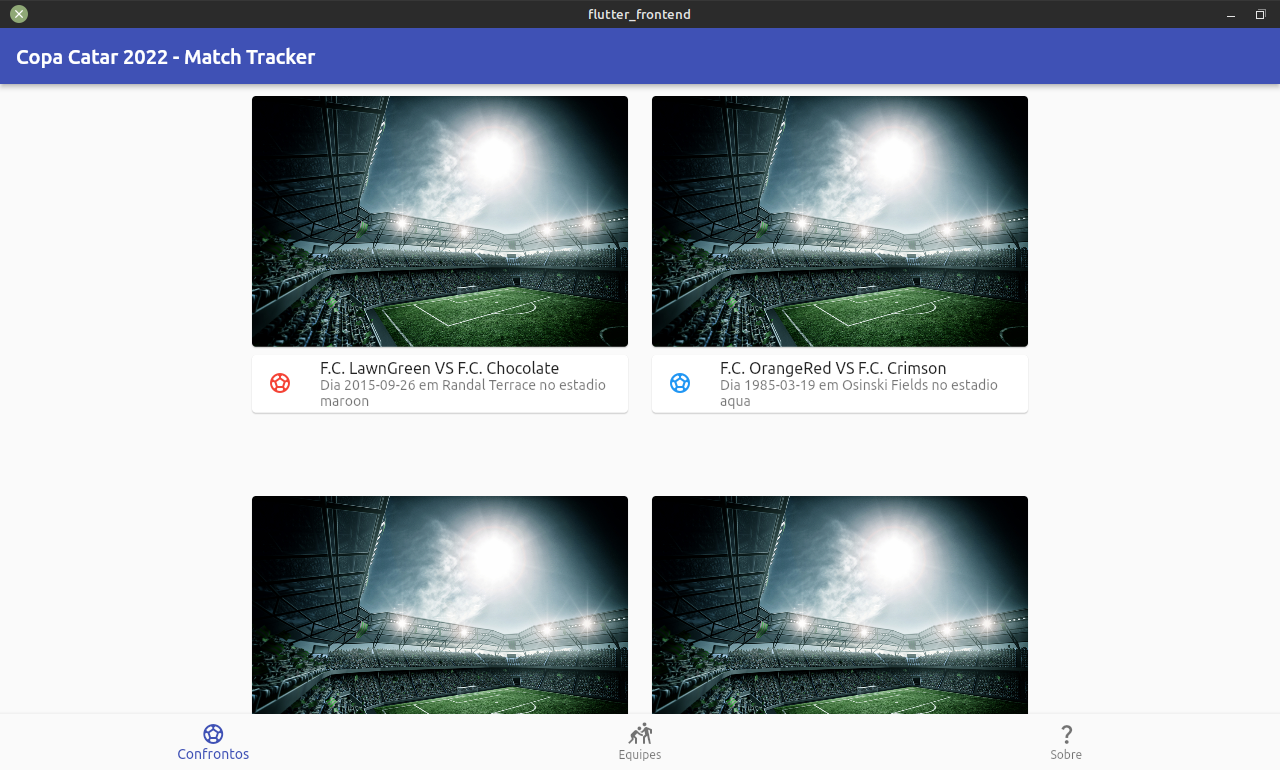 flutter_frontend
Copa Catar 2022 - Match Tracker
F.C. LawnGreen VS F.C. Chocolate
Dia 2015-09-26 em Randal Terrace no estadio
maroon
F.C. OrangeRed VS F.C. Crimson
Dia 1985-03-19 em Osinski Fields no estadio
aqua
Confrontos
Equipes
Sobre